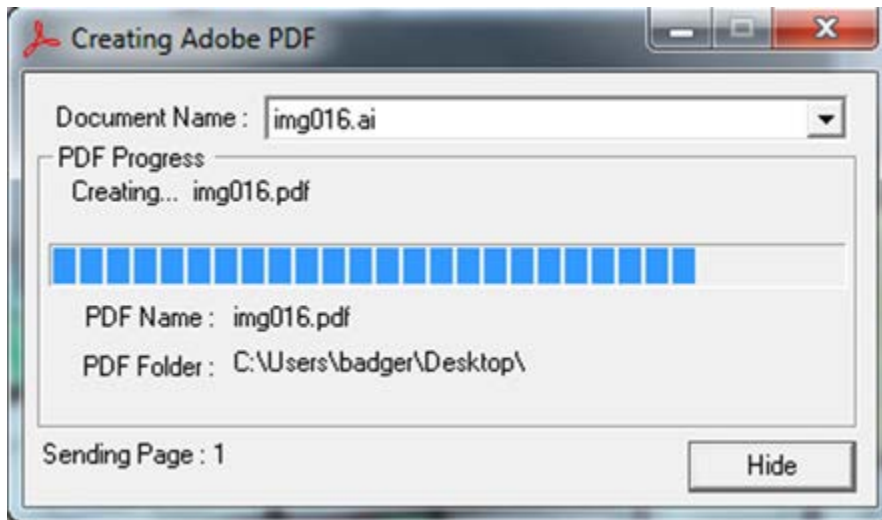 Creating Adobe PDF
Document Name : img016.ai
PDF Progress
Creating... img016.pdf
PDF Name : img016.pdf
PDF Folder : C:\Users\badger\Desktop\
Sending Page : 1
Hide